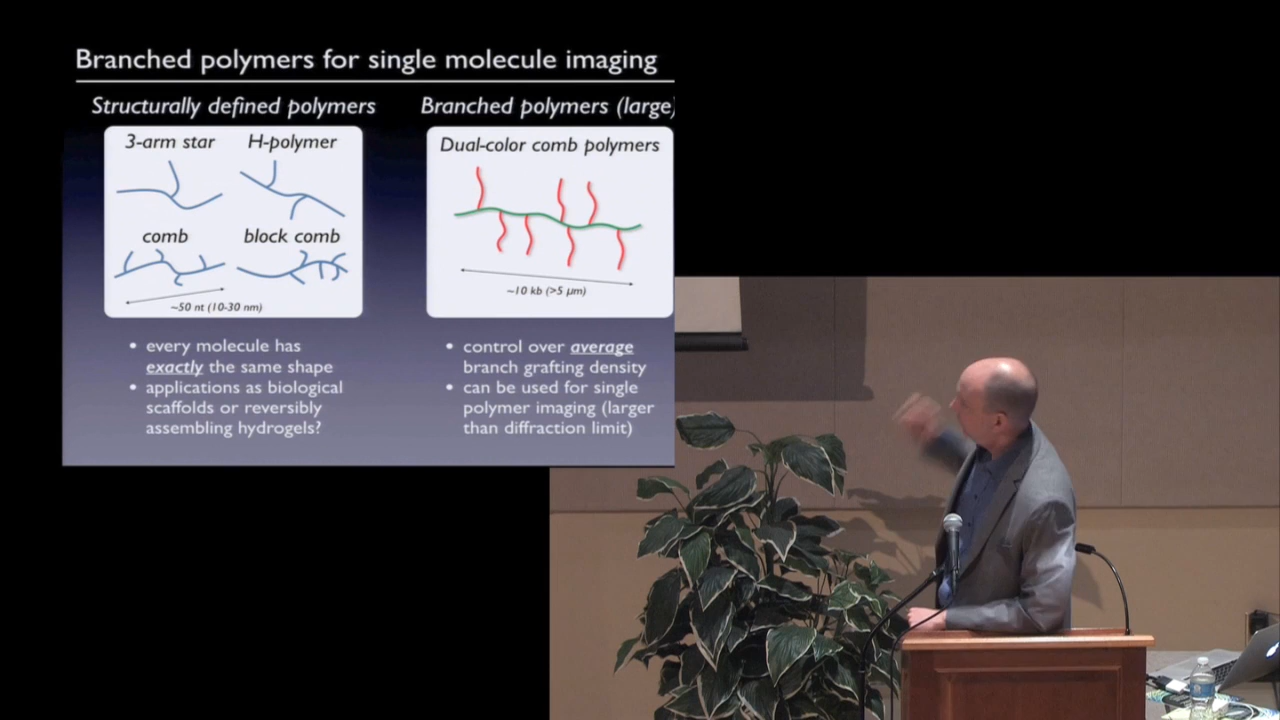 Branched polymers for single molecule imaging
Structurally defined polymers
3-arm star H-polymer
comb block comb
~50 nt (10-30 nm)
• every molecule has
exactly the same shape
• applications as biological
scaffolds or reversibly
assembling hydrogels?
Branched polymers (large)
Dual-color comb polymers
~10 kb (>5 µm)
• control over average
branch grafting density
• can be used for single
polymer imaging (larger
than diffraction limit)